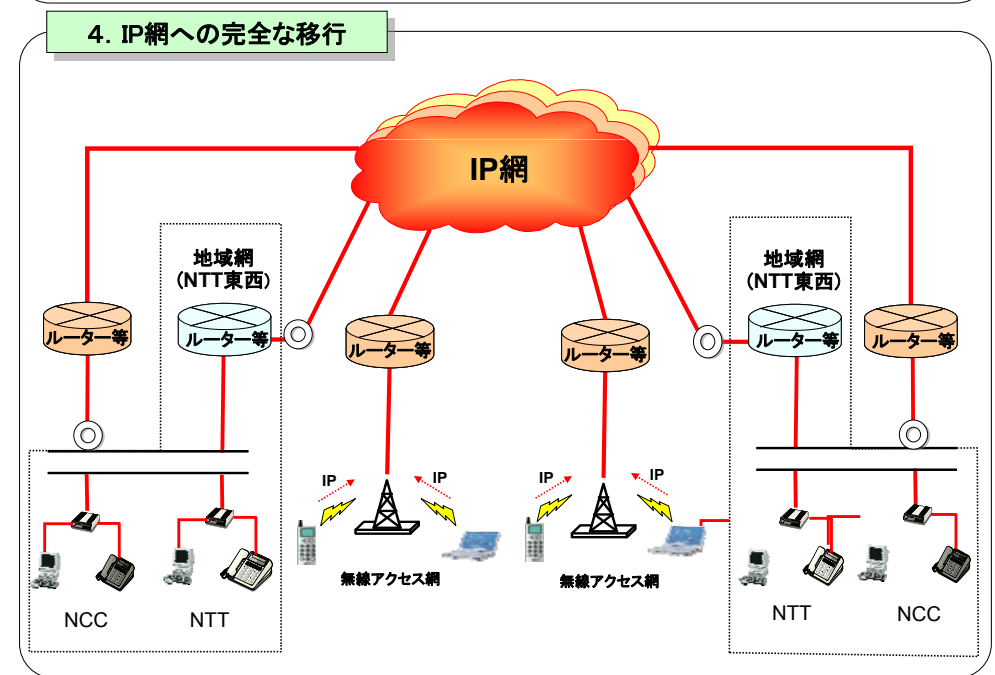 ４．IP網への完全な移行
IP網
地域網
(NTT東西)
地域網
(NTT東西)
ルーター等
ルーター等
ルーター等
ルーター等
ルーター等
ルーター等
IP
IP
IP
IP
無線アクセス網
無線アクセス網
NCC
NTT
NTT
NCC